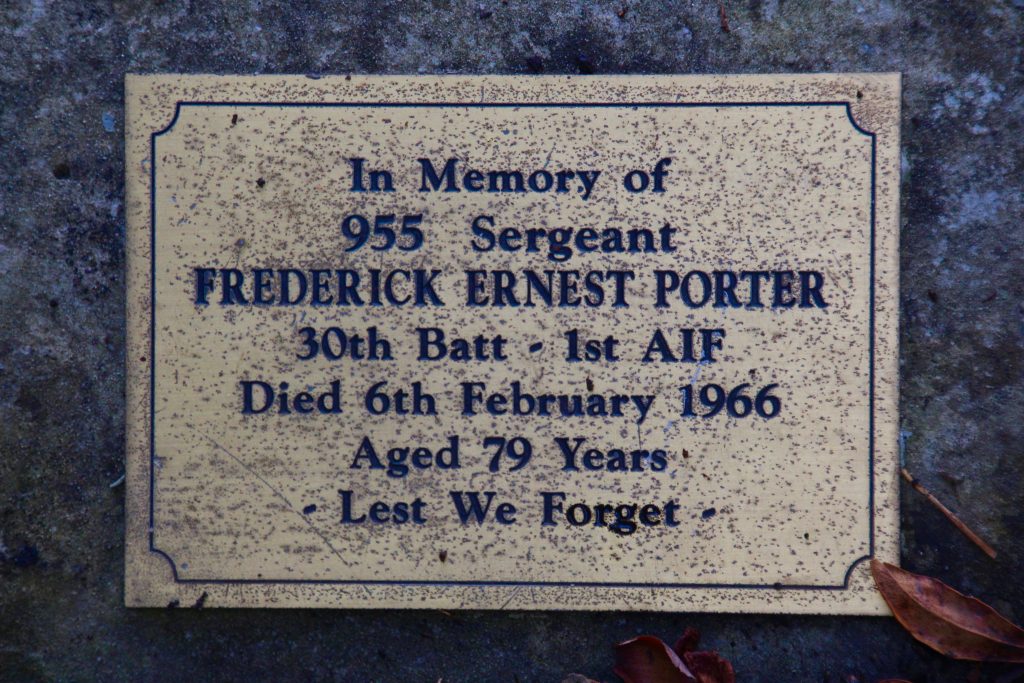 In Memory of
955 Sergeant
FREDERICK ERNEST PORTER
30th Batt - 1st AIF
Died 6th February 1966
Aged 79 Years
- Lest We Forget -